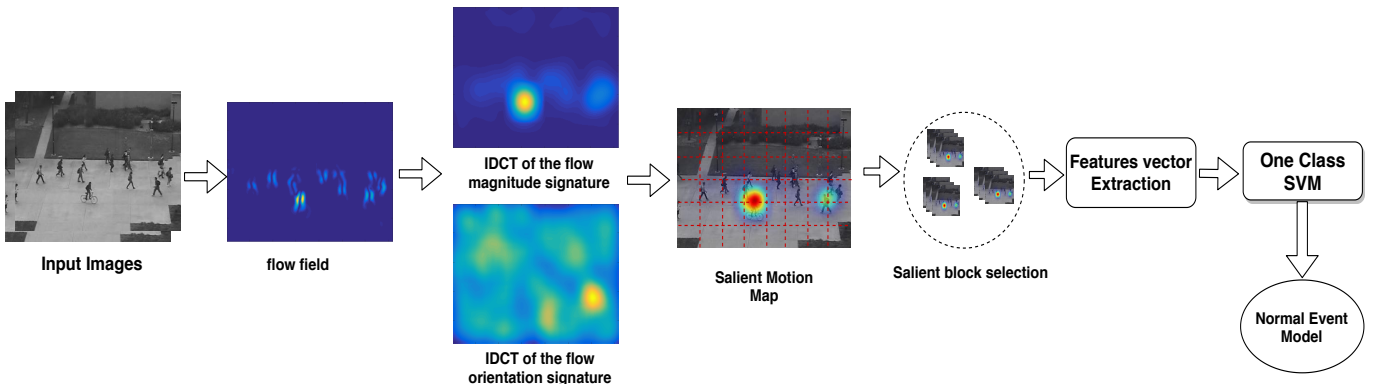 Input Images
flow field
IDCT of the flow
magnitude signature
IDCT of the flow
orientation signature
Salient Motion
Map
Salient block selection
Features vector
Extraction
One Class
SVM
Normal Event
Model